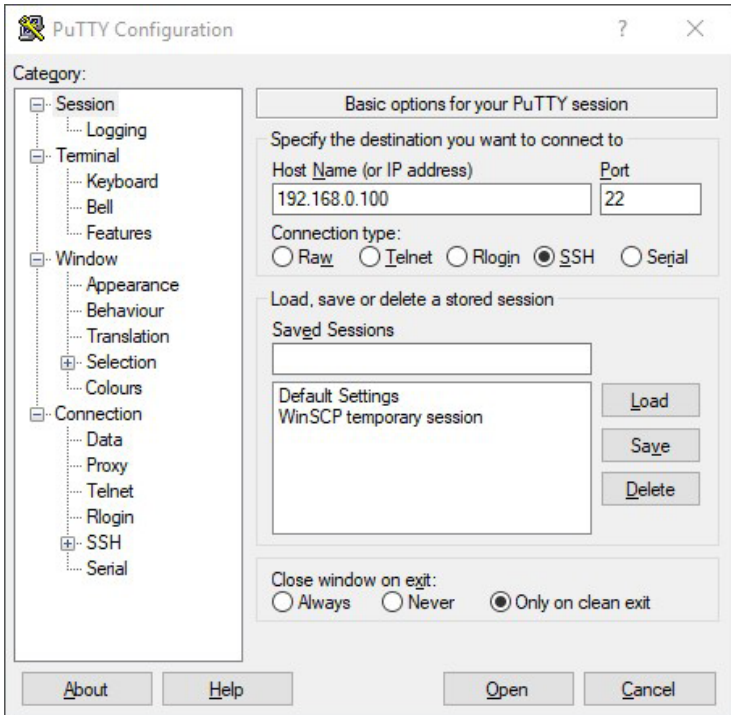 PuTTY Configuration
?
Category:
Session
Logging
Terminal
Keyboard
Bell
Features
Window
Appearance
Behaviour
Translation
Selection
Colours
Connection
Data
Proxy
Telnet
Rlogin
SSH
Serial
Basic options for your PuTTY session
Specify the destination you want to connect to
Host Name (or IP address) Port
192.168.0.100 22
Connection type:
Raw Telnet Rlogin SSH Serial
Load, save or delete a stored session
Saved Sessions
Default Settings
WinSCP temporary session
Load
Save
Delete
Close window on exit:
Always Never Only on clean exit
About Help Open Cancel